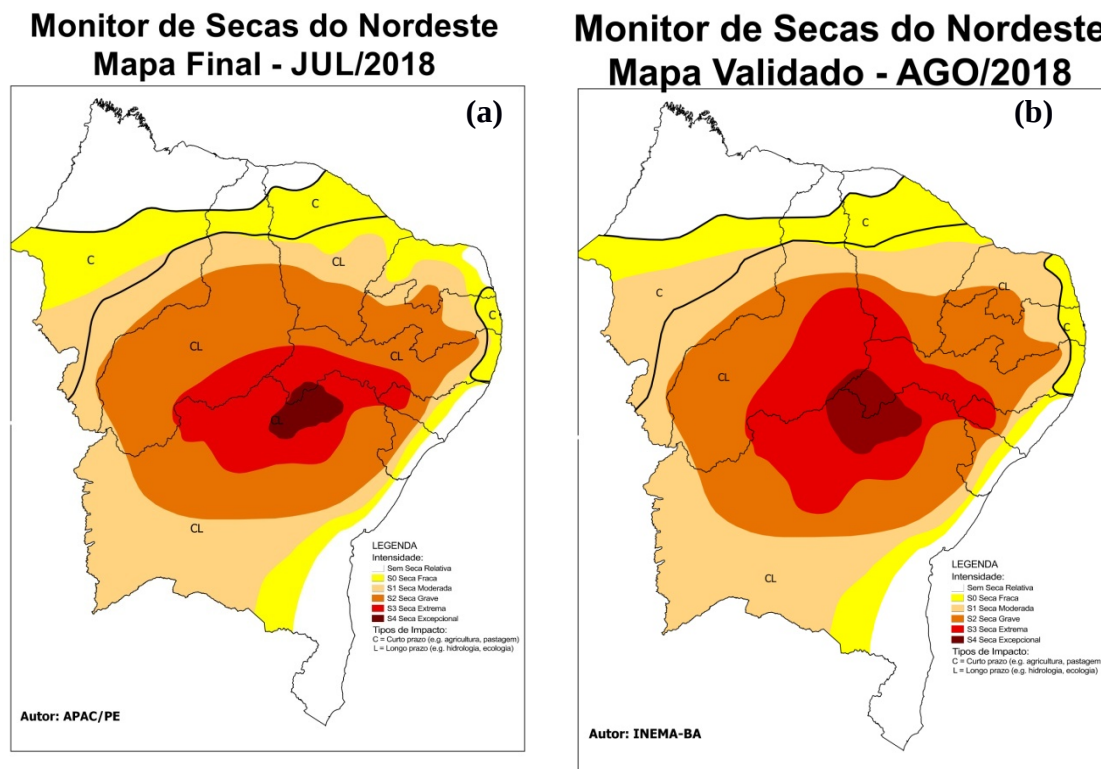 Monitor de Secas do Nordeste
Mapa Final - JUL/2018
(a)
C
C
CL
CL
CL
C
CL
CL
LEGENDA
Intensidade:
Sem Seca Relativa
S0 Seca Fraca
S1 Seca Moderada
S2 Seca Grave
S3 Seca Extrema
S4 Seca Excepcional
Tipos de Impacto:
C = Curto prazo (e.g. agricultura, pastagem)
L = Longo prazo (e.g. hidrologia, ecologia)
Autor: APAC/PE
Monitor de Secas do Nordeste
Mapa Validado - AGO/2018
(b)
C
C
CL
C
CL
CL
LEGENDA
Intensidade:
Sem Seca Relativa
S0 Seca Fraca
S1 Seca Moderada
S2 Seca Grave
S3 Seca Extrema
S4 Seca Excepcional
Tipos de Impacto:
C = Curto prazo (e.g. agricultura, pastagem)
L = Longo prazo (e.g. hidrologia, ecologia)
Autor: INEMA-BA